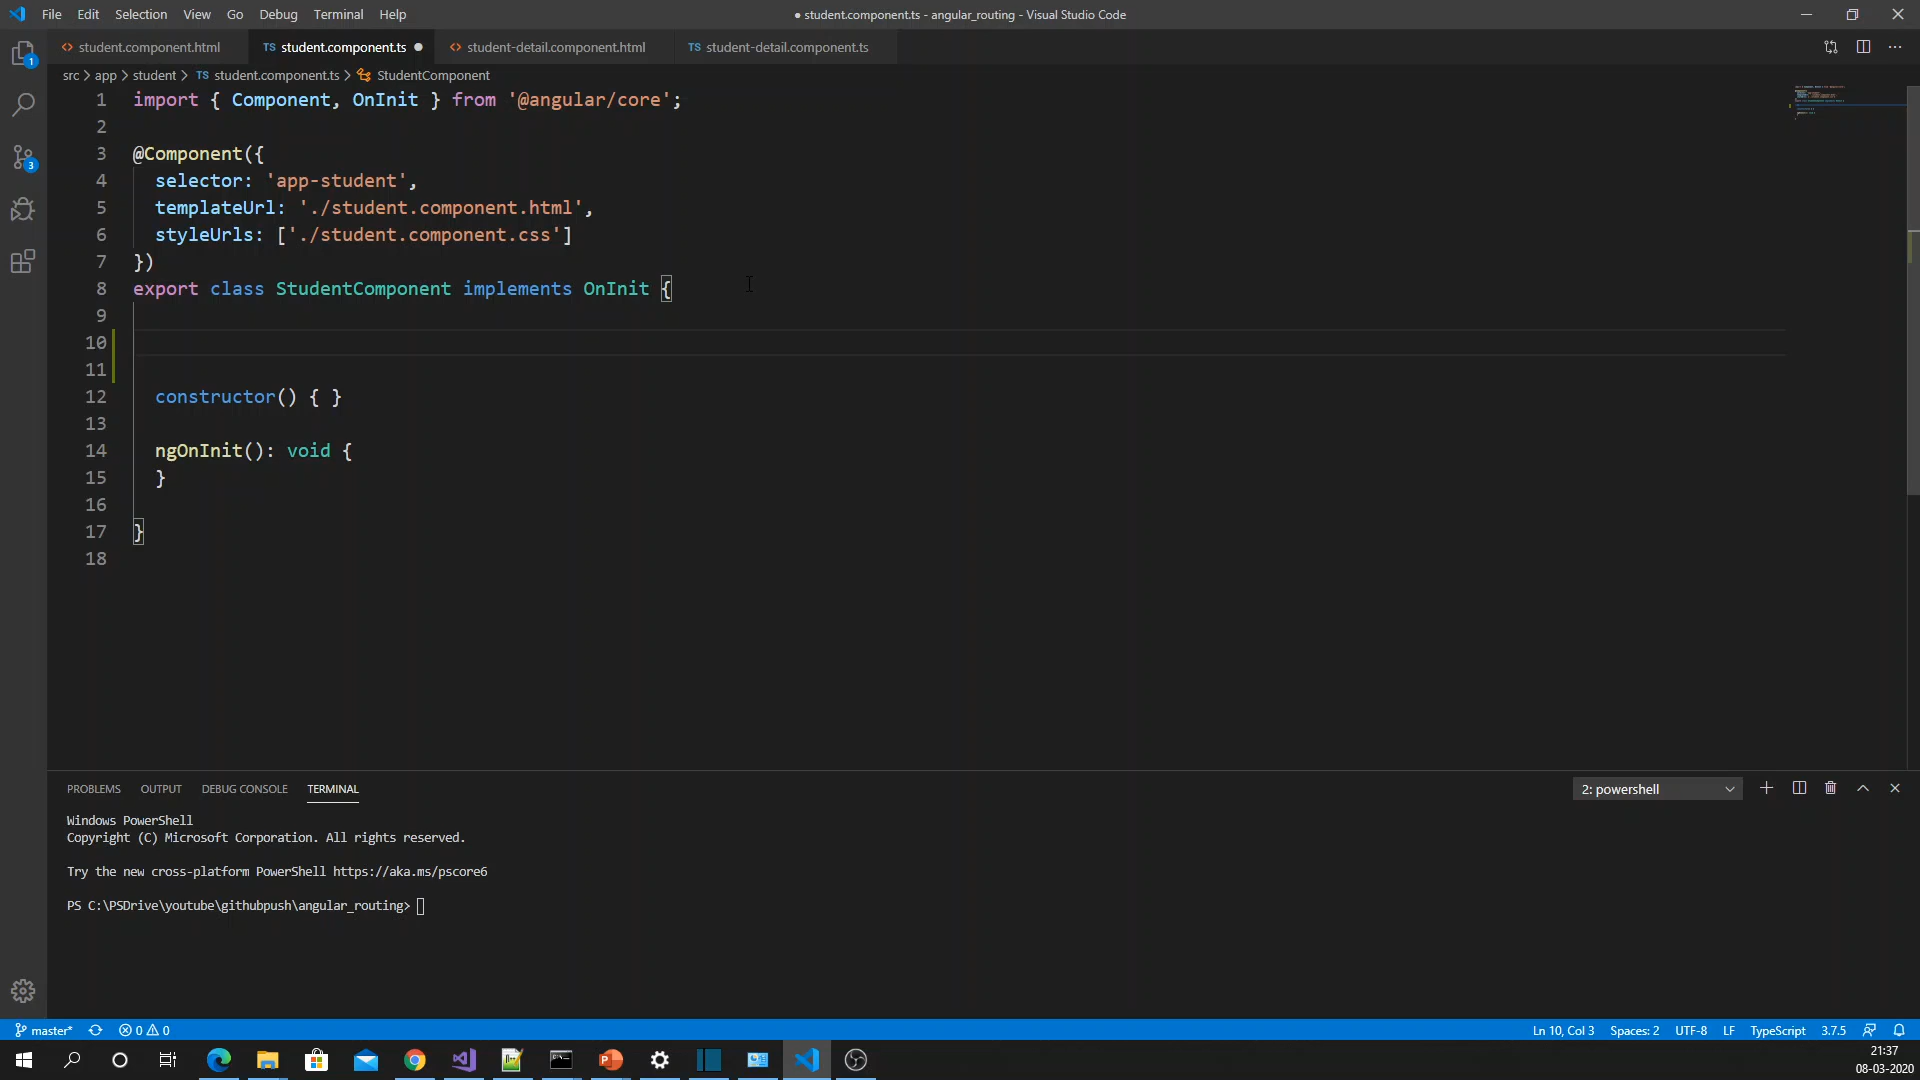 File Edit Selection View Go Debug Terminal Help
● student.component.ts - angular_routing - Visual Studio Code
student.component.html
TS student.component.ts ●
student-detail.component.html
TS student-detail.component.ts
src > app > student > TS student.component.ts > StudentComponent
1 import { Component, OnInit } from '@angular/core';
2
3 @Component({
4 selector: 'app-student',
5 templateUrl: './student.component.html',
6 styleUrls: ['./student.component.css']
7 })
8 export class StudentComponent implements OnInit {
9
10
11
12 constructor() { }
13
14 ngOnInit(): void {
15 }
16
17 }
18
1
3
PROBLEMS OUTPUT DEBUG CONSOLE TERMINAL
2: powershell
Windows PowerShell
Copyright (C) Microsoft Corporation. All rights reserved.
Try the new cross-platform PowerShell https://aka.ms/pscore6
PS C:\PSDrive\youtube\githubpush\angular_routing>
master* 0 0
Ln 10, Col 3 Spaces: 2 UTF-8 LF TypeScript 3.7.5
21:37
08-03-2020